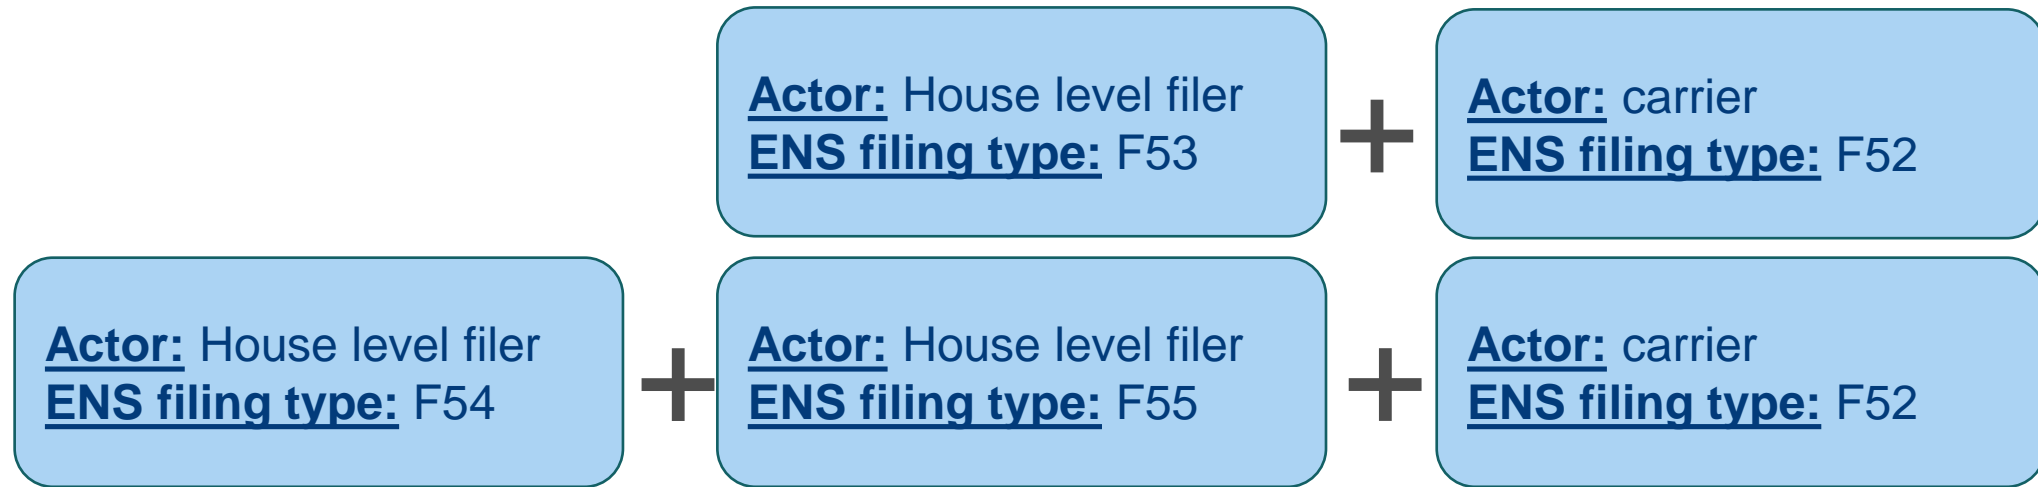 Actor: House level filer
ENS filing type: F53
+
Actor: carrier
ENS filing type: F52
Actor: House level filer
ENS filing type: F54
+
Actor: House level filer
ENS filing type: F55
+
Actor: carrier
ENS filing type: F52